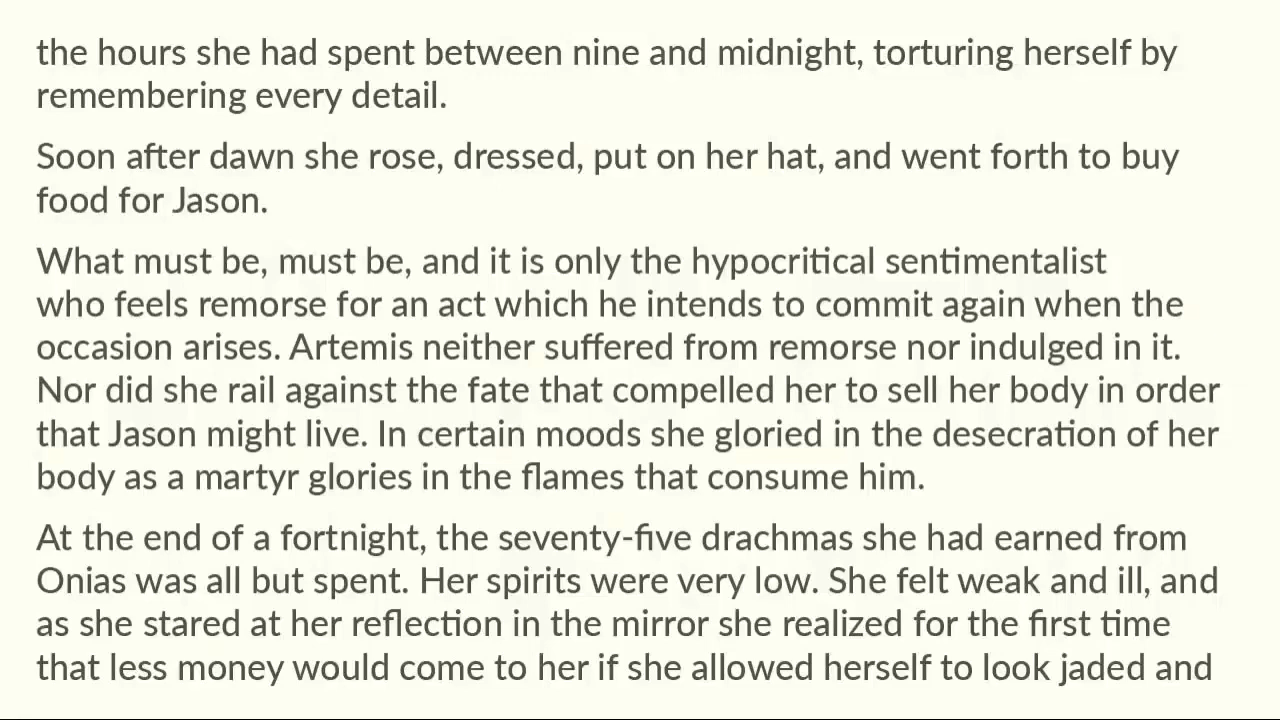 the hours she had spent between nine and midnight, torturing herself by
remembering every detail.
Soon after dawn she rose, dressed, put on her hat, and went forth to buy
food for Jason.
What must be, must be, and it is only the hypocritical sentimentalist
who feels remorse for an act which he intends to commit again when the
occasion arises. Artemis neither suffered from remorse nor indulged in it.
Nor did she rail against the fate that compelled her to sell her body in order
that Jason might live. In certain moods she gloried in the desecration of her
body as a martyr glories in the flames that consume him.
At the end of a fortnight, the seventy-five drachmas she had earned from
Onias was all but spent. Her spirits were very low. She felt weak and ill, and
as she stared at her reflection in the mirror she realized for the first time
that less money would come to her if she allowed herself to look jaded and